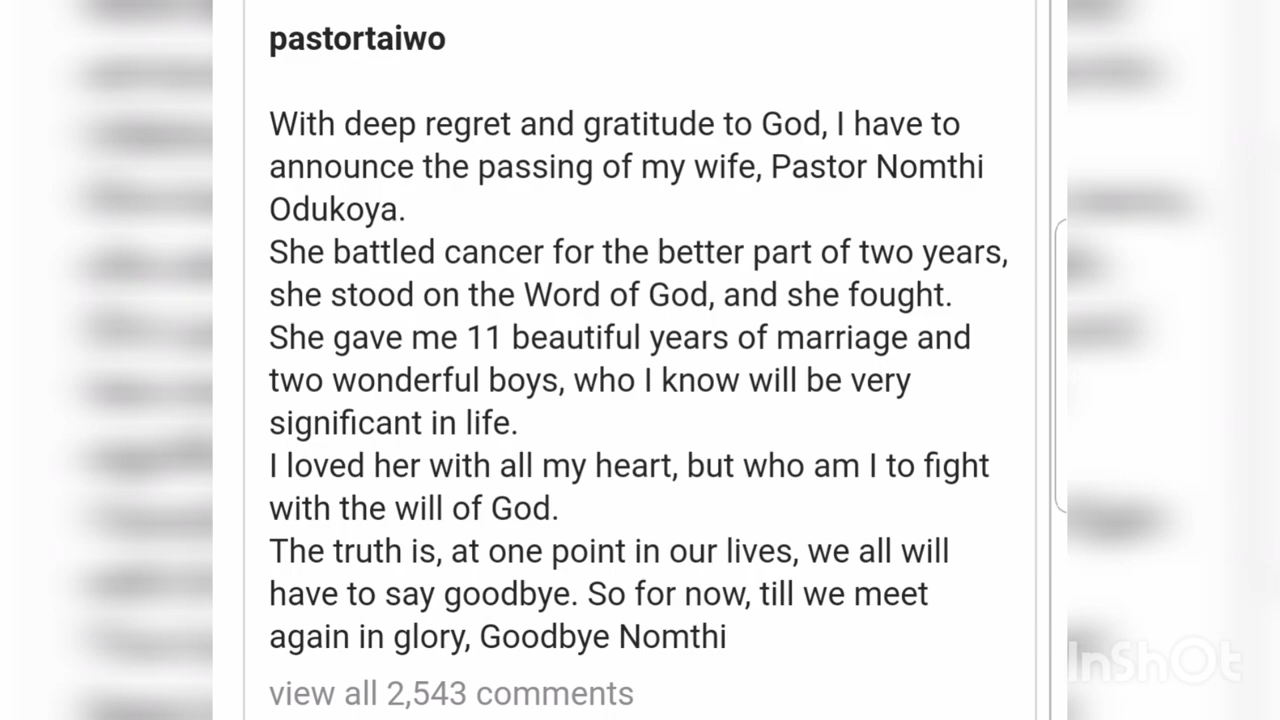 pastortaiwo
With deep regret and gratitude to God, I have to
announce the passing of my wife, Pastor Nomthi
Odukoya.
She battled cancer for the better part of two years,
she stood on the Word of God, and she fought.
She gave me 11 beautiful years of marriage and
two wonderful boys, who I know will be very
significant in life.
I loved her with all my heart, but who am I to fight
with the will of God.
The truth is, at one point in our lives, we all will
have to say goodbye. So for now, till we meet
again in glory, Goodbye Nomthi
view all 2,543 comments
InShOt